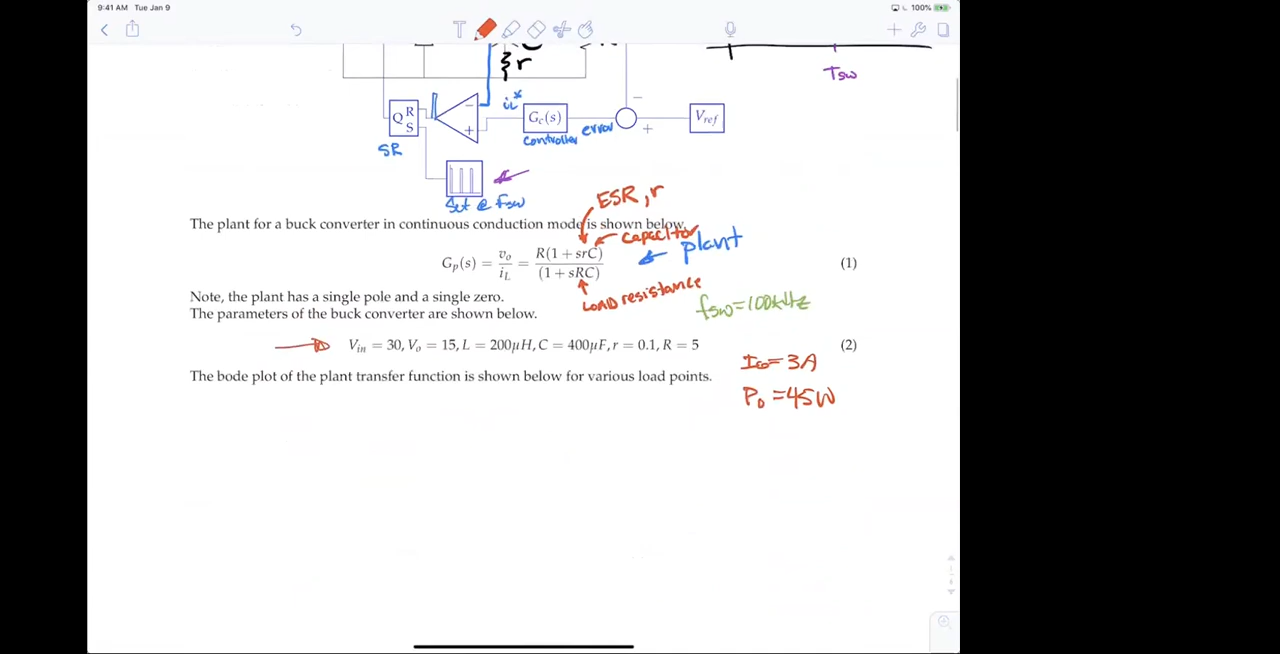 9:41 AM Tue Jan 9
100%
T
r
Tsw
iL*
Q R
S
Gc(s)
Vref
−
+
−
+
error
controller
SR
Set @ Fsw
ESR, r
The plant for a buck converter in continuous conduction mode is shown below.
capacitor
plant
Gp(s) = vo/iL = R(1 + srC)/(1 + sRC) (1)
LOAD resistance
Note, the plant has a single pole and a single zero.
fsw=100kHz
The parameters of the buck converter are shown below.
Vin = 30, Vo = 15, L = 200μH, C = 400μF, r = 0.1, R = 5 (2)
= 3A
The bode plot of the plant transfer function is shown below for various load points.
Po = 45W